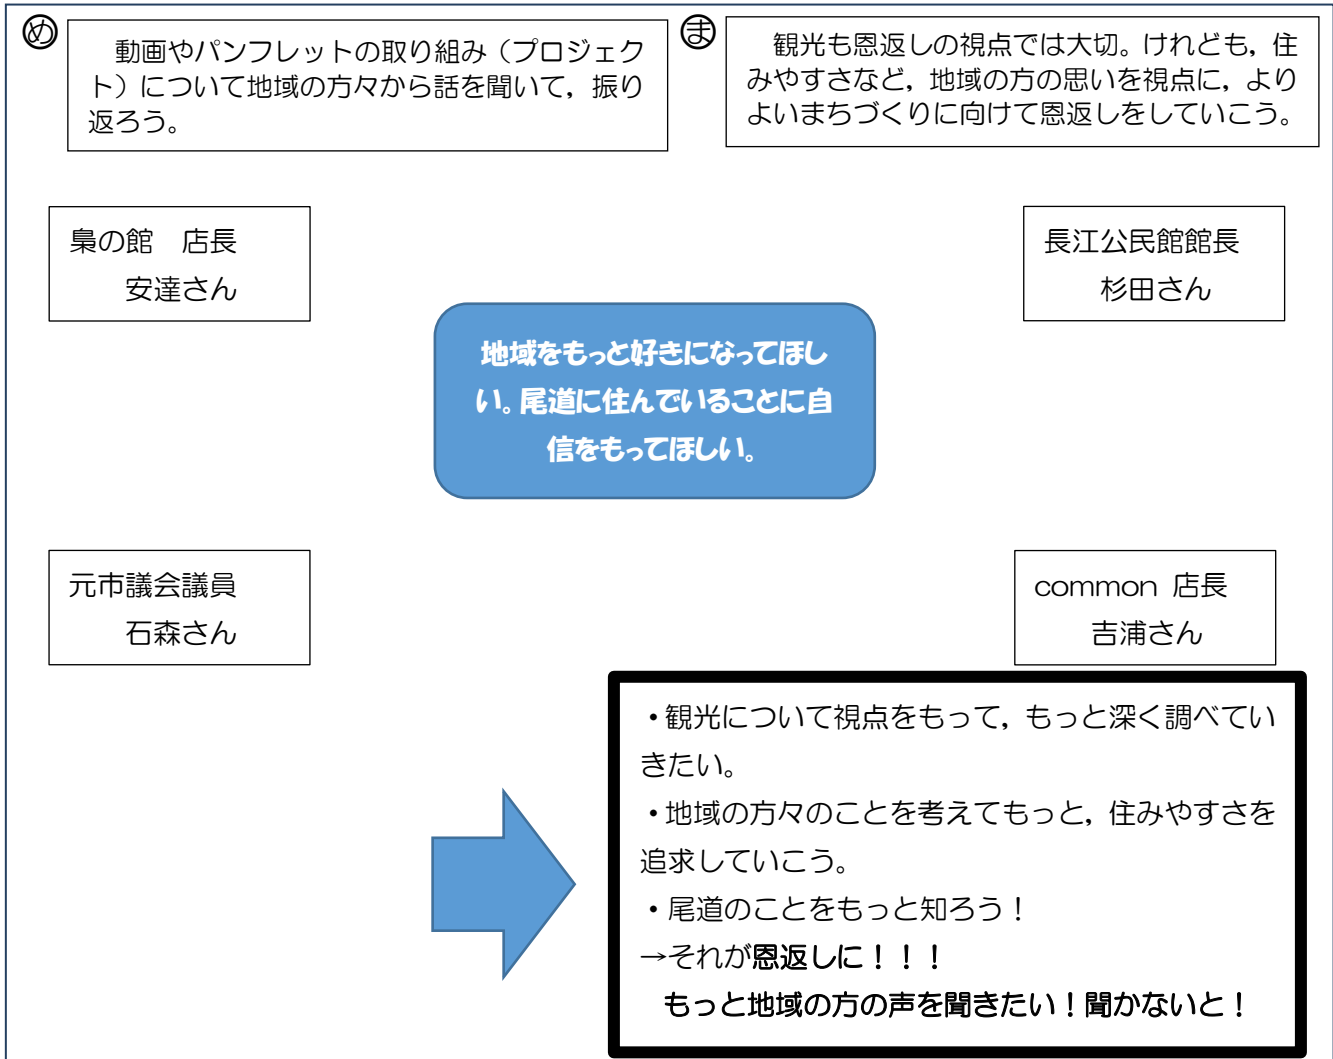 め
動画やパンフレットの取り組み（プロジェク
ト）について地域の方々から話を聞いて，振り
返ろう。
ま
観光も恩返しの視点では大切。けれども，住
みやすさなど，地域の方の思いを視点に，より
よいまちづくりに向けて恩返しをしていこう。
梟の館　店長
安達さん
長江公民館館長
杉田さん
地域をもっと好きになってほし
い。尾道に住んでいることに自
信をもってほしい。
元市議会議員
石森さん
common 店長
吉浦さん
・観光について視点をもって，もっと深く調べてい
きたい。
・地域の方々のことを考えてもっと，住みやすさを
追求していこう。
・尾道のことをもっと知ろう！
→それが恩返しに！！！
もっと地域の方の声を聞きたい！聞かないと！